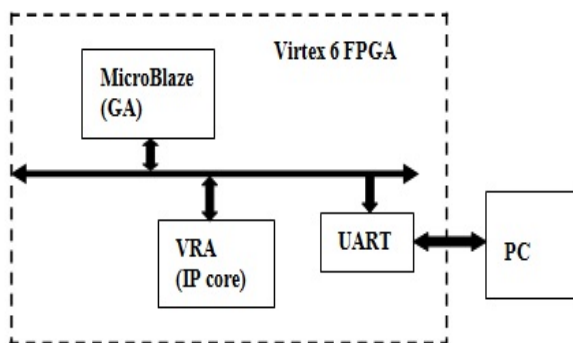 Virtex 6 FPGA
MicroBlaze
(GA)
VRA
(IP core)
UART
PC